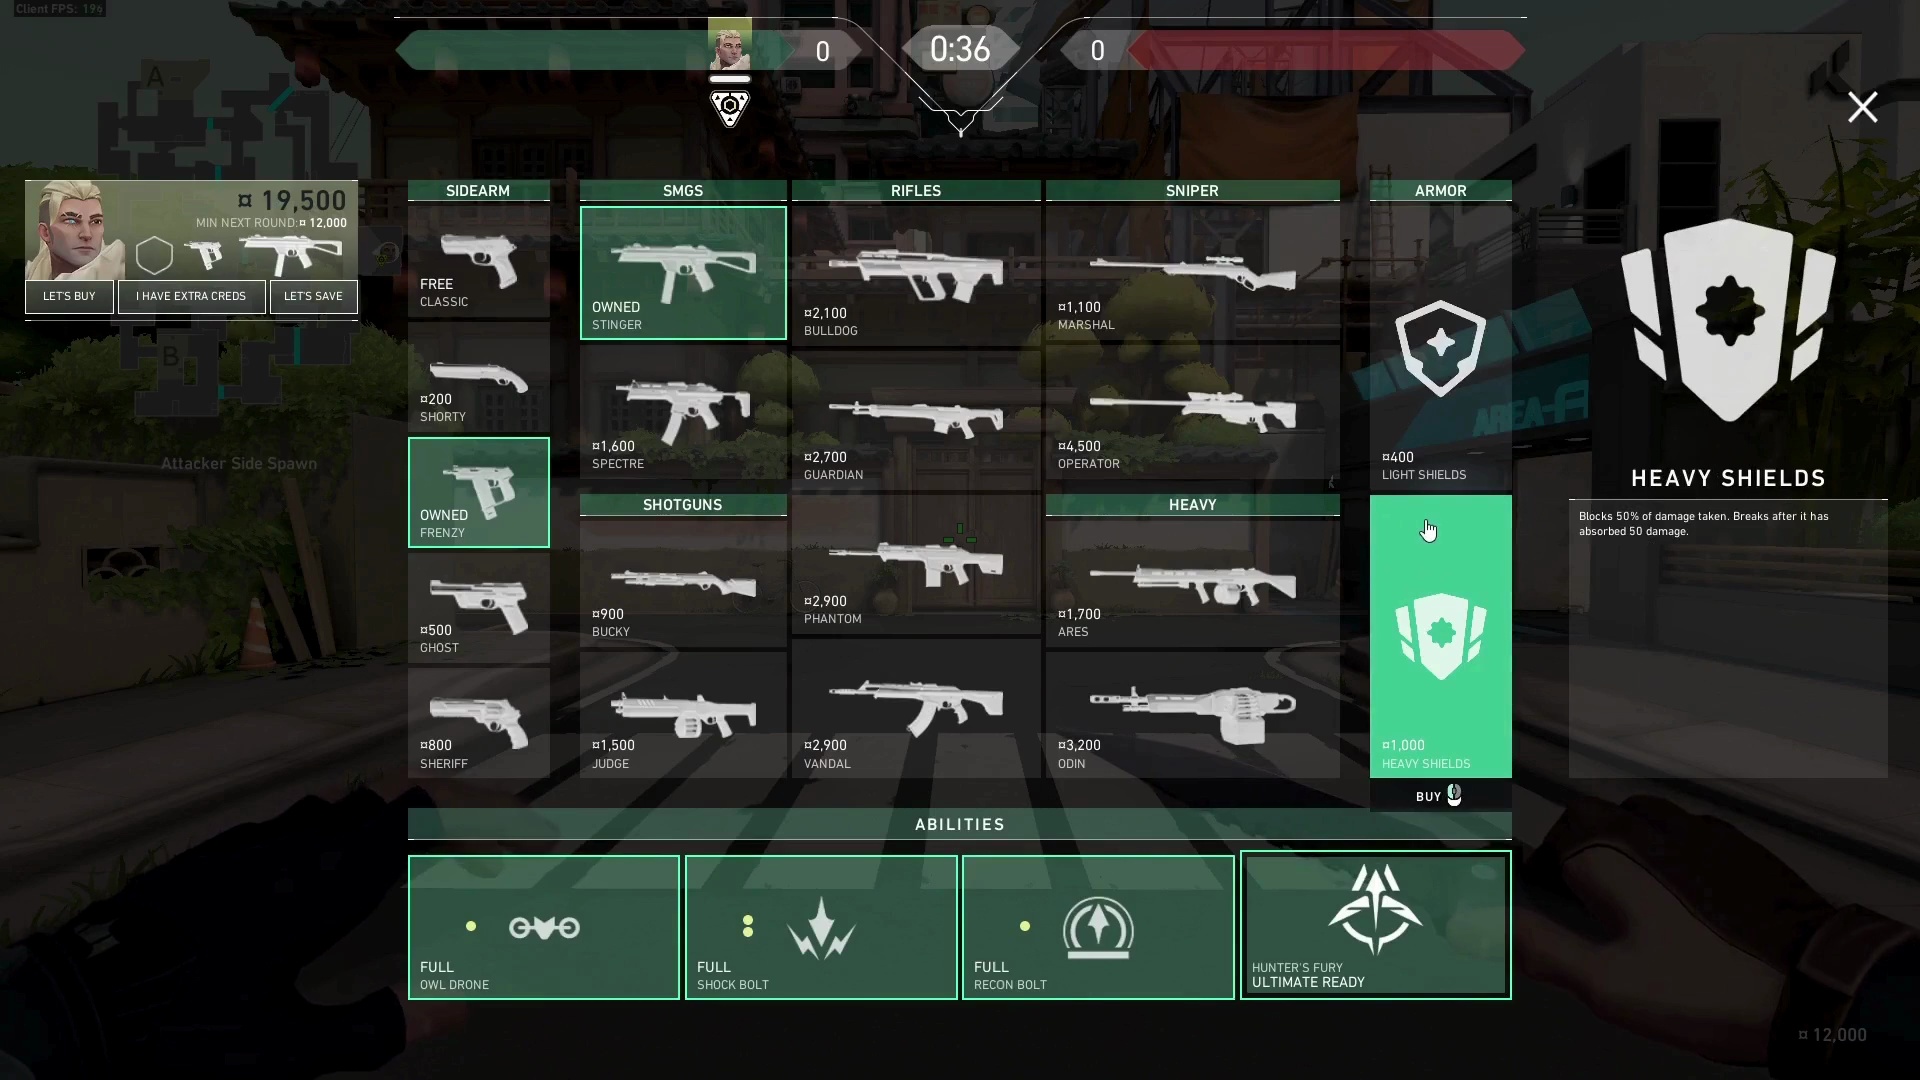 Client FPS: 196
0
0:36
0
A
B
Attacker Side Spawn
¤ 19,500
MIN NEXT ROUND: ¤ 12,000
LET'S BUY
I HAVE EXTRA CREDS
LET'S SAVE
SIDEARM
FREE
CLASSIC
¤200
SHORTY
OWNED
FRENZY
¤500
GHOST
¤800
SHERIFF
SMGS
OWNED
STINGER
¤1,600
SPECTRE
SHOTGUNS
¤900
BUCKY
¤1,500
JUDGE
RIFLES
¤2,100
BULLDOG
¤2,700
GUARDIAN
¤2,900
PHANTOM
¤2,900
VANDAL
SNIPER
¤1,100
MARSHAL
¤4,500
OPERATOR
HEAVY
¤1,700
ARES
¤3,200
ODIN
ARMOR
¤400
LIGHT SHIELDS
¤1,000
HEAVY SHIELDS
BUY
AREA-A
HEAVY SHIELDS
Blocks 50% of damage taken. Breaks after it has
absorbed 50 damage.
ABILITIES
FULL
OWL DRONE
FULL
SHOCK BOLT
FULL
RECON BOLT
HUNTER'S FURY
ULTIMATE READY
¤ 12,000